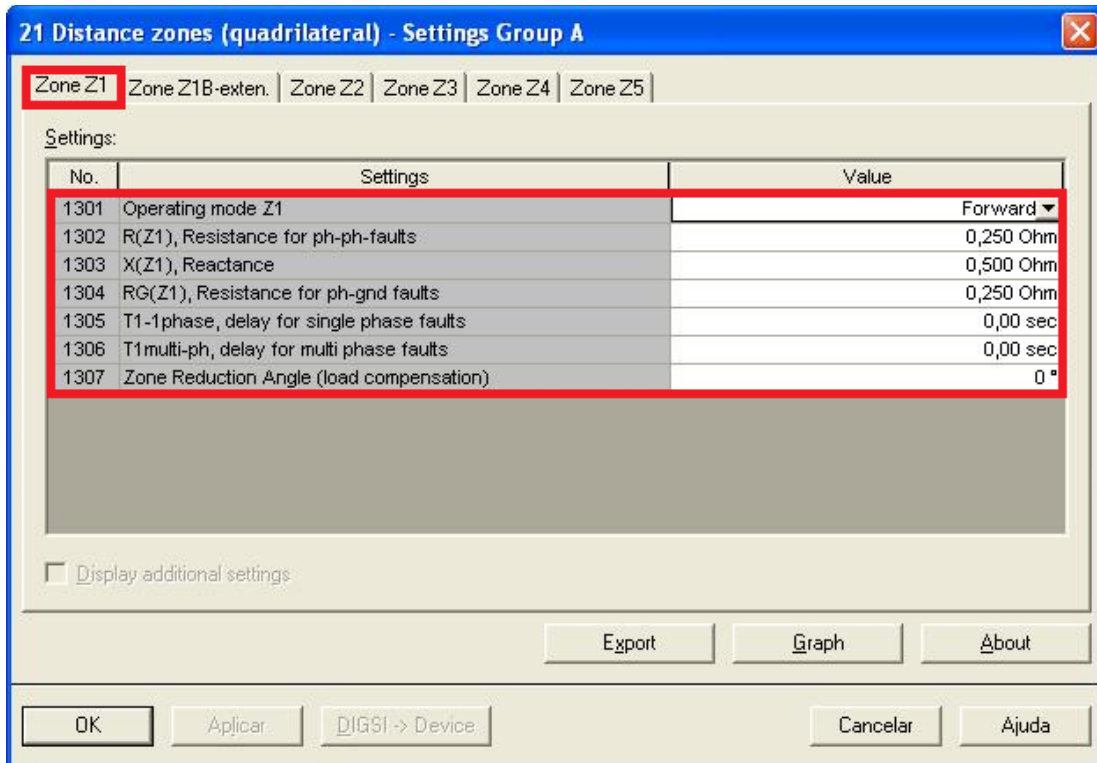 21 Distance zones (quadrilateral) - Settings Group A
Zone Z1 Zone Z1B-exten. Zone Z2 Zone Z3 Zone Z4 Zone Z5
Settings:
No. Settings Value
1301 Operating mode Z1 Forward
1302 R(Z1), Resistance for ph-ph-faults 0,250 Ohm
1303 X(Z1), Reactance 0,500 Ohm
1304 RG(Z1), Resistance for ph-gnd faults 0,250 Ohm
1305 T1-1phase, delay for single phase faults 0,00 sec
1306 T1multi-ph, delay for multi phase faults 0,00 sec
1307 Zone Reduction Angle (load compensation) 0 °
Display additional settings
Export Graph About
OK Aplicar DIGSI -> Device Cancelar Ajuda